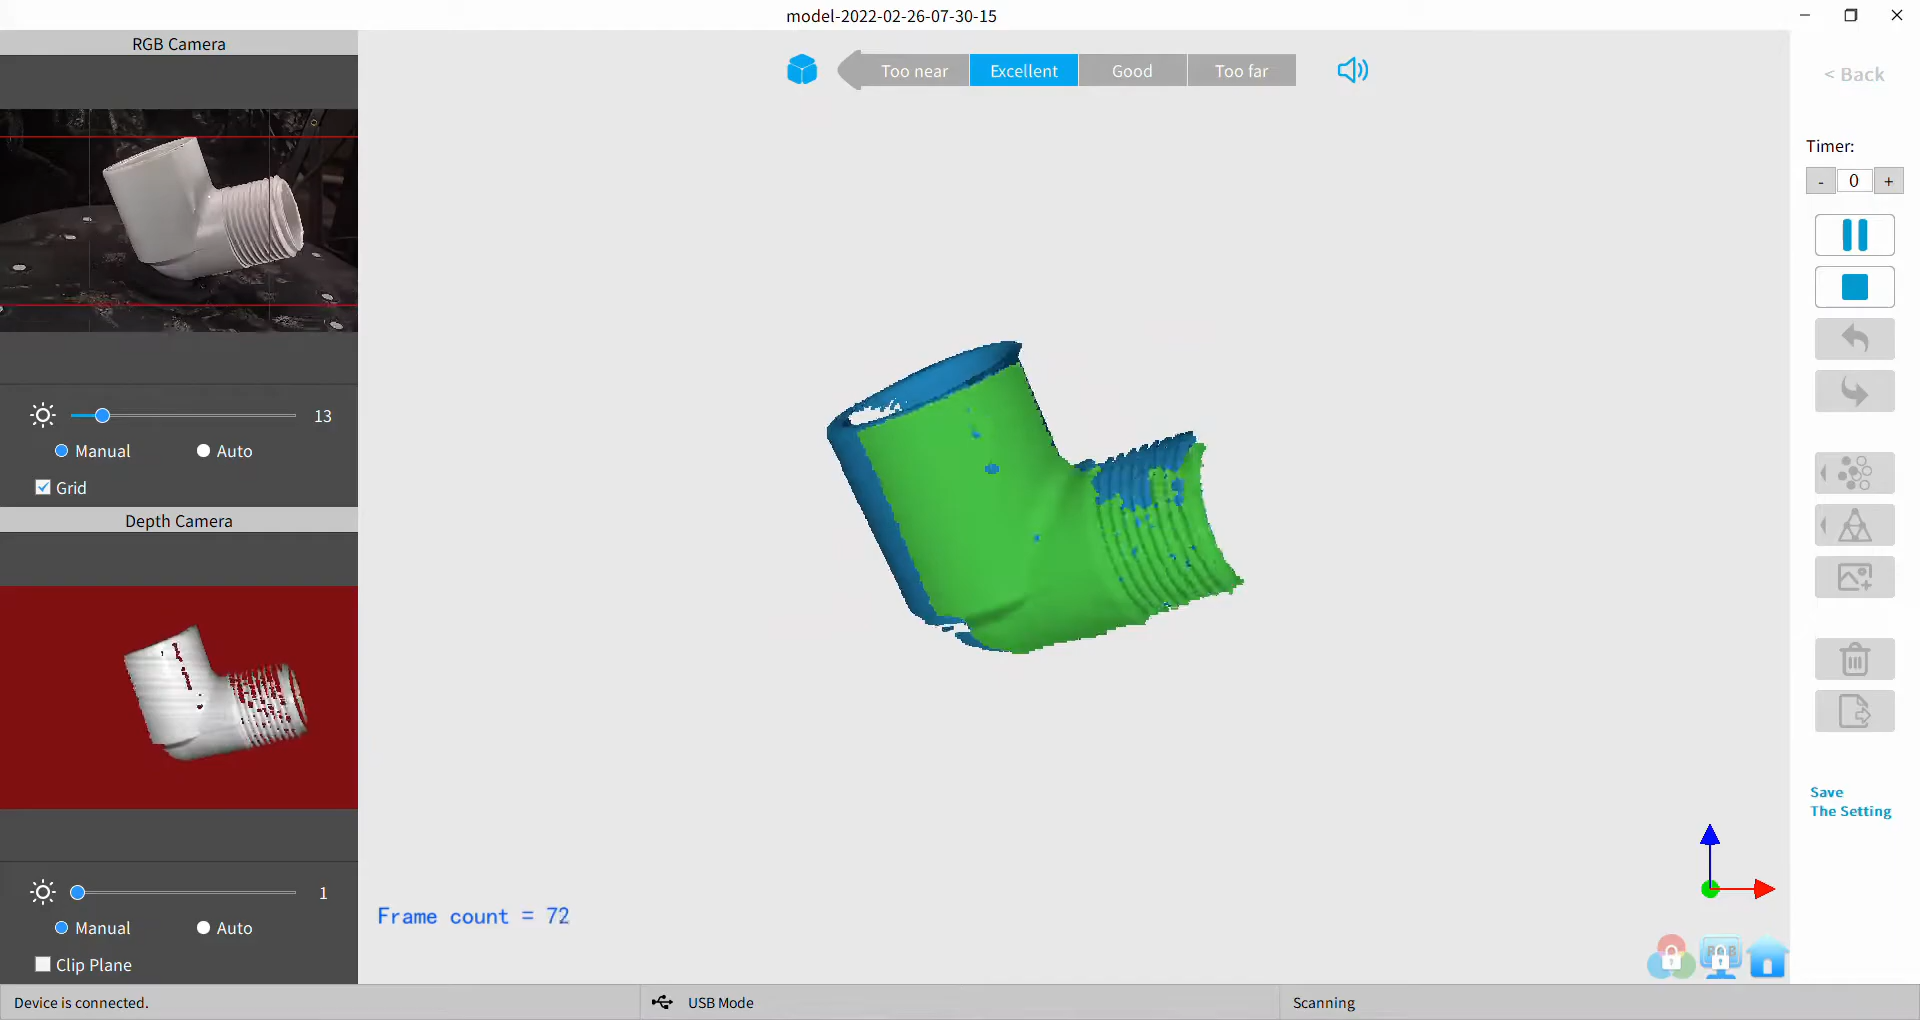 model-2022-02-26-07-30-15
RGB Camera
Too near
Excellent
Good
Too far
< Back
Timer:
- 0 +
13
Manual
Auto
Grid
Depth Camera
Save
The Setting
1
Frame count = 72
Manual
Auto
Clip Plane
RGB
Device is connected.
USB Mode
Scanning